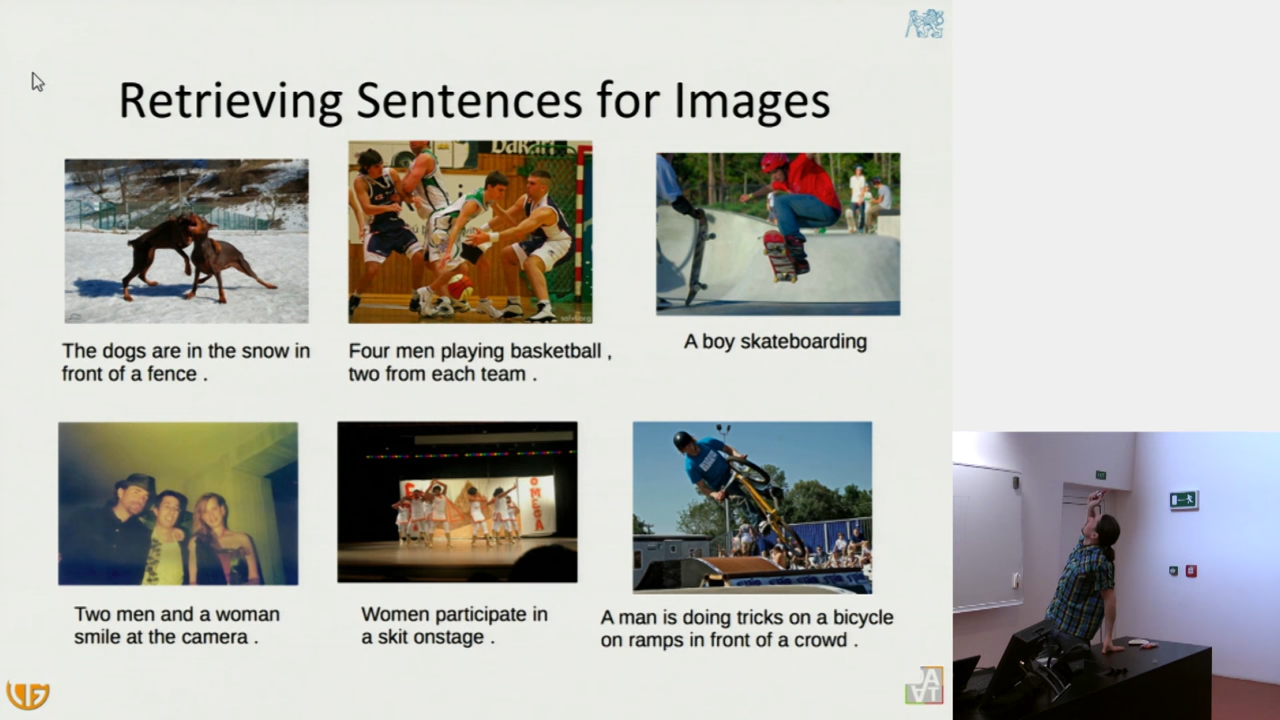 Retrieving Sentences for Images
The dogs are in the snow in
front of a fence .
Four men playing basketball ,
two from each team .
A boy skateboarding
Two men and a woman
smile at the camera .
OMEGA
Women participate in
a skit onstage .
A man is doing tricks on a bicycle
on ramps in front of a crowd .